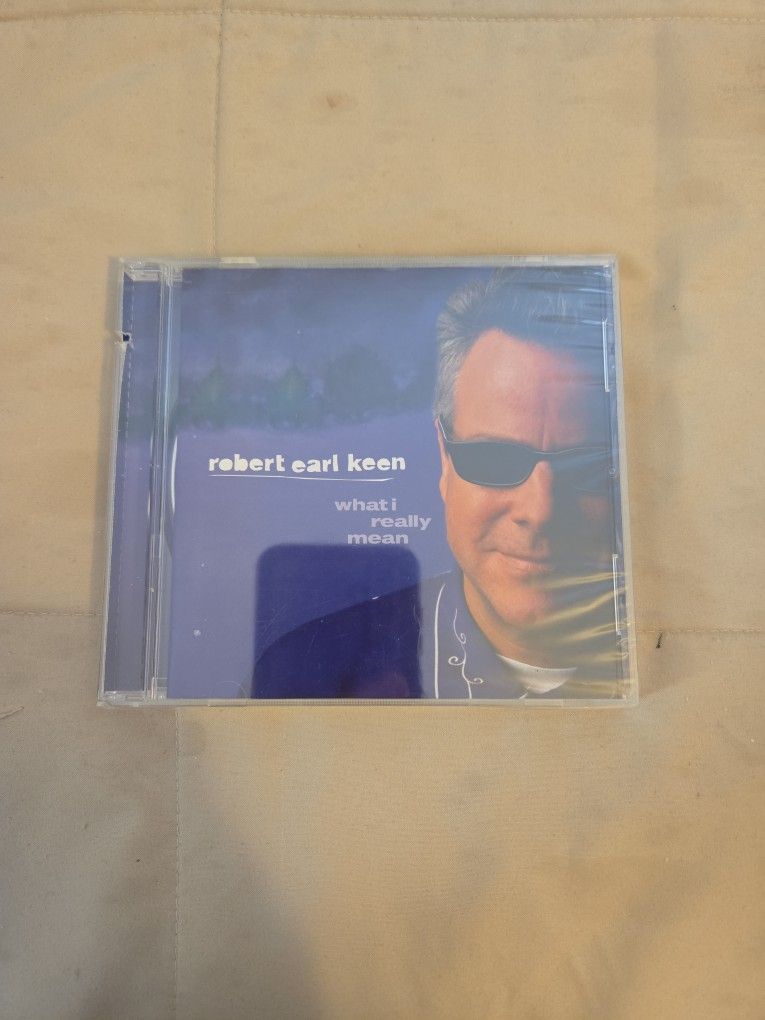 robert earl keen
what i
really
mean